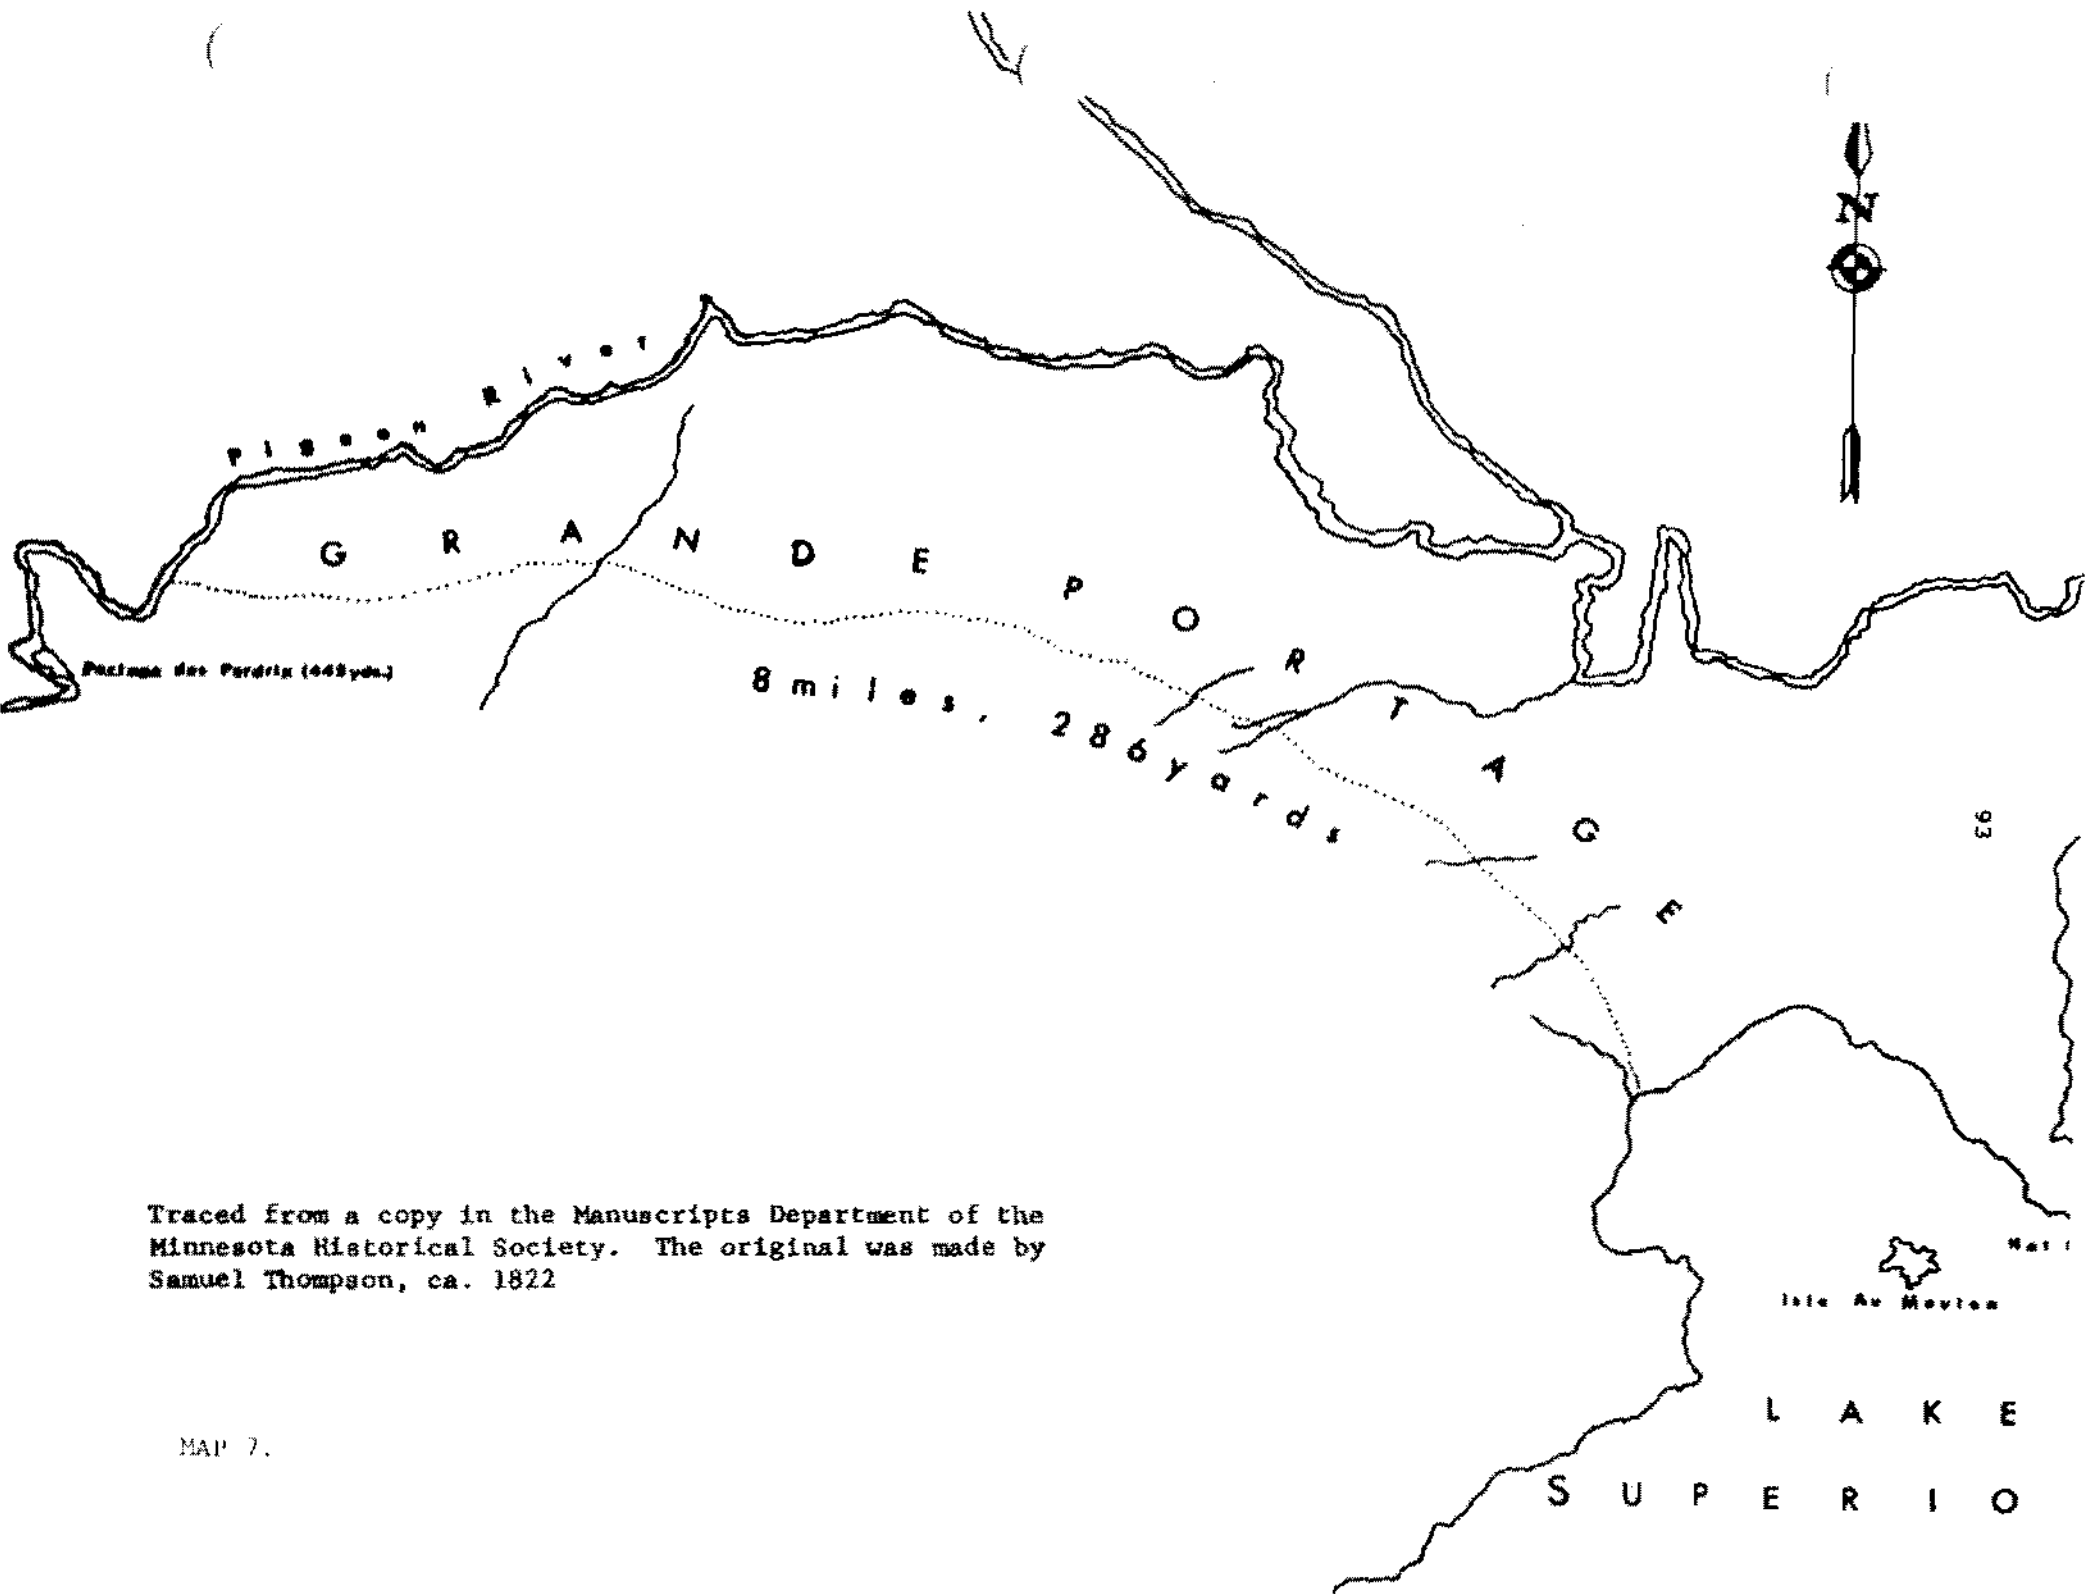 N
Pigeon River
GRANDE PORTAGE
Portage des Perdrix (445yds.)
8 miles, 286 yards
93
Traced from a copy in the Manuscripts Department of the
Minnesota Historical Society. The original was made by
Samuel Thompson, ca. 1822
Isle Au Mouton
LAKE
SUPERIO
MAP 7.